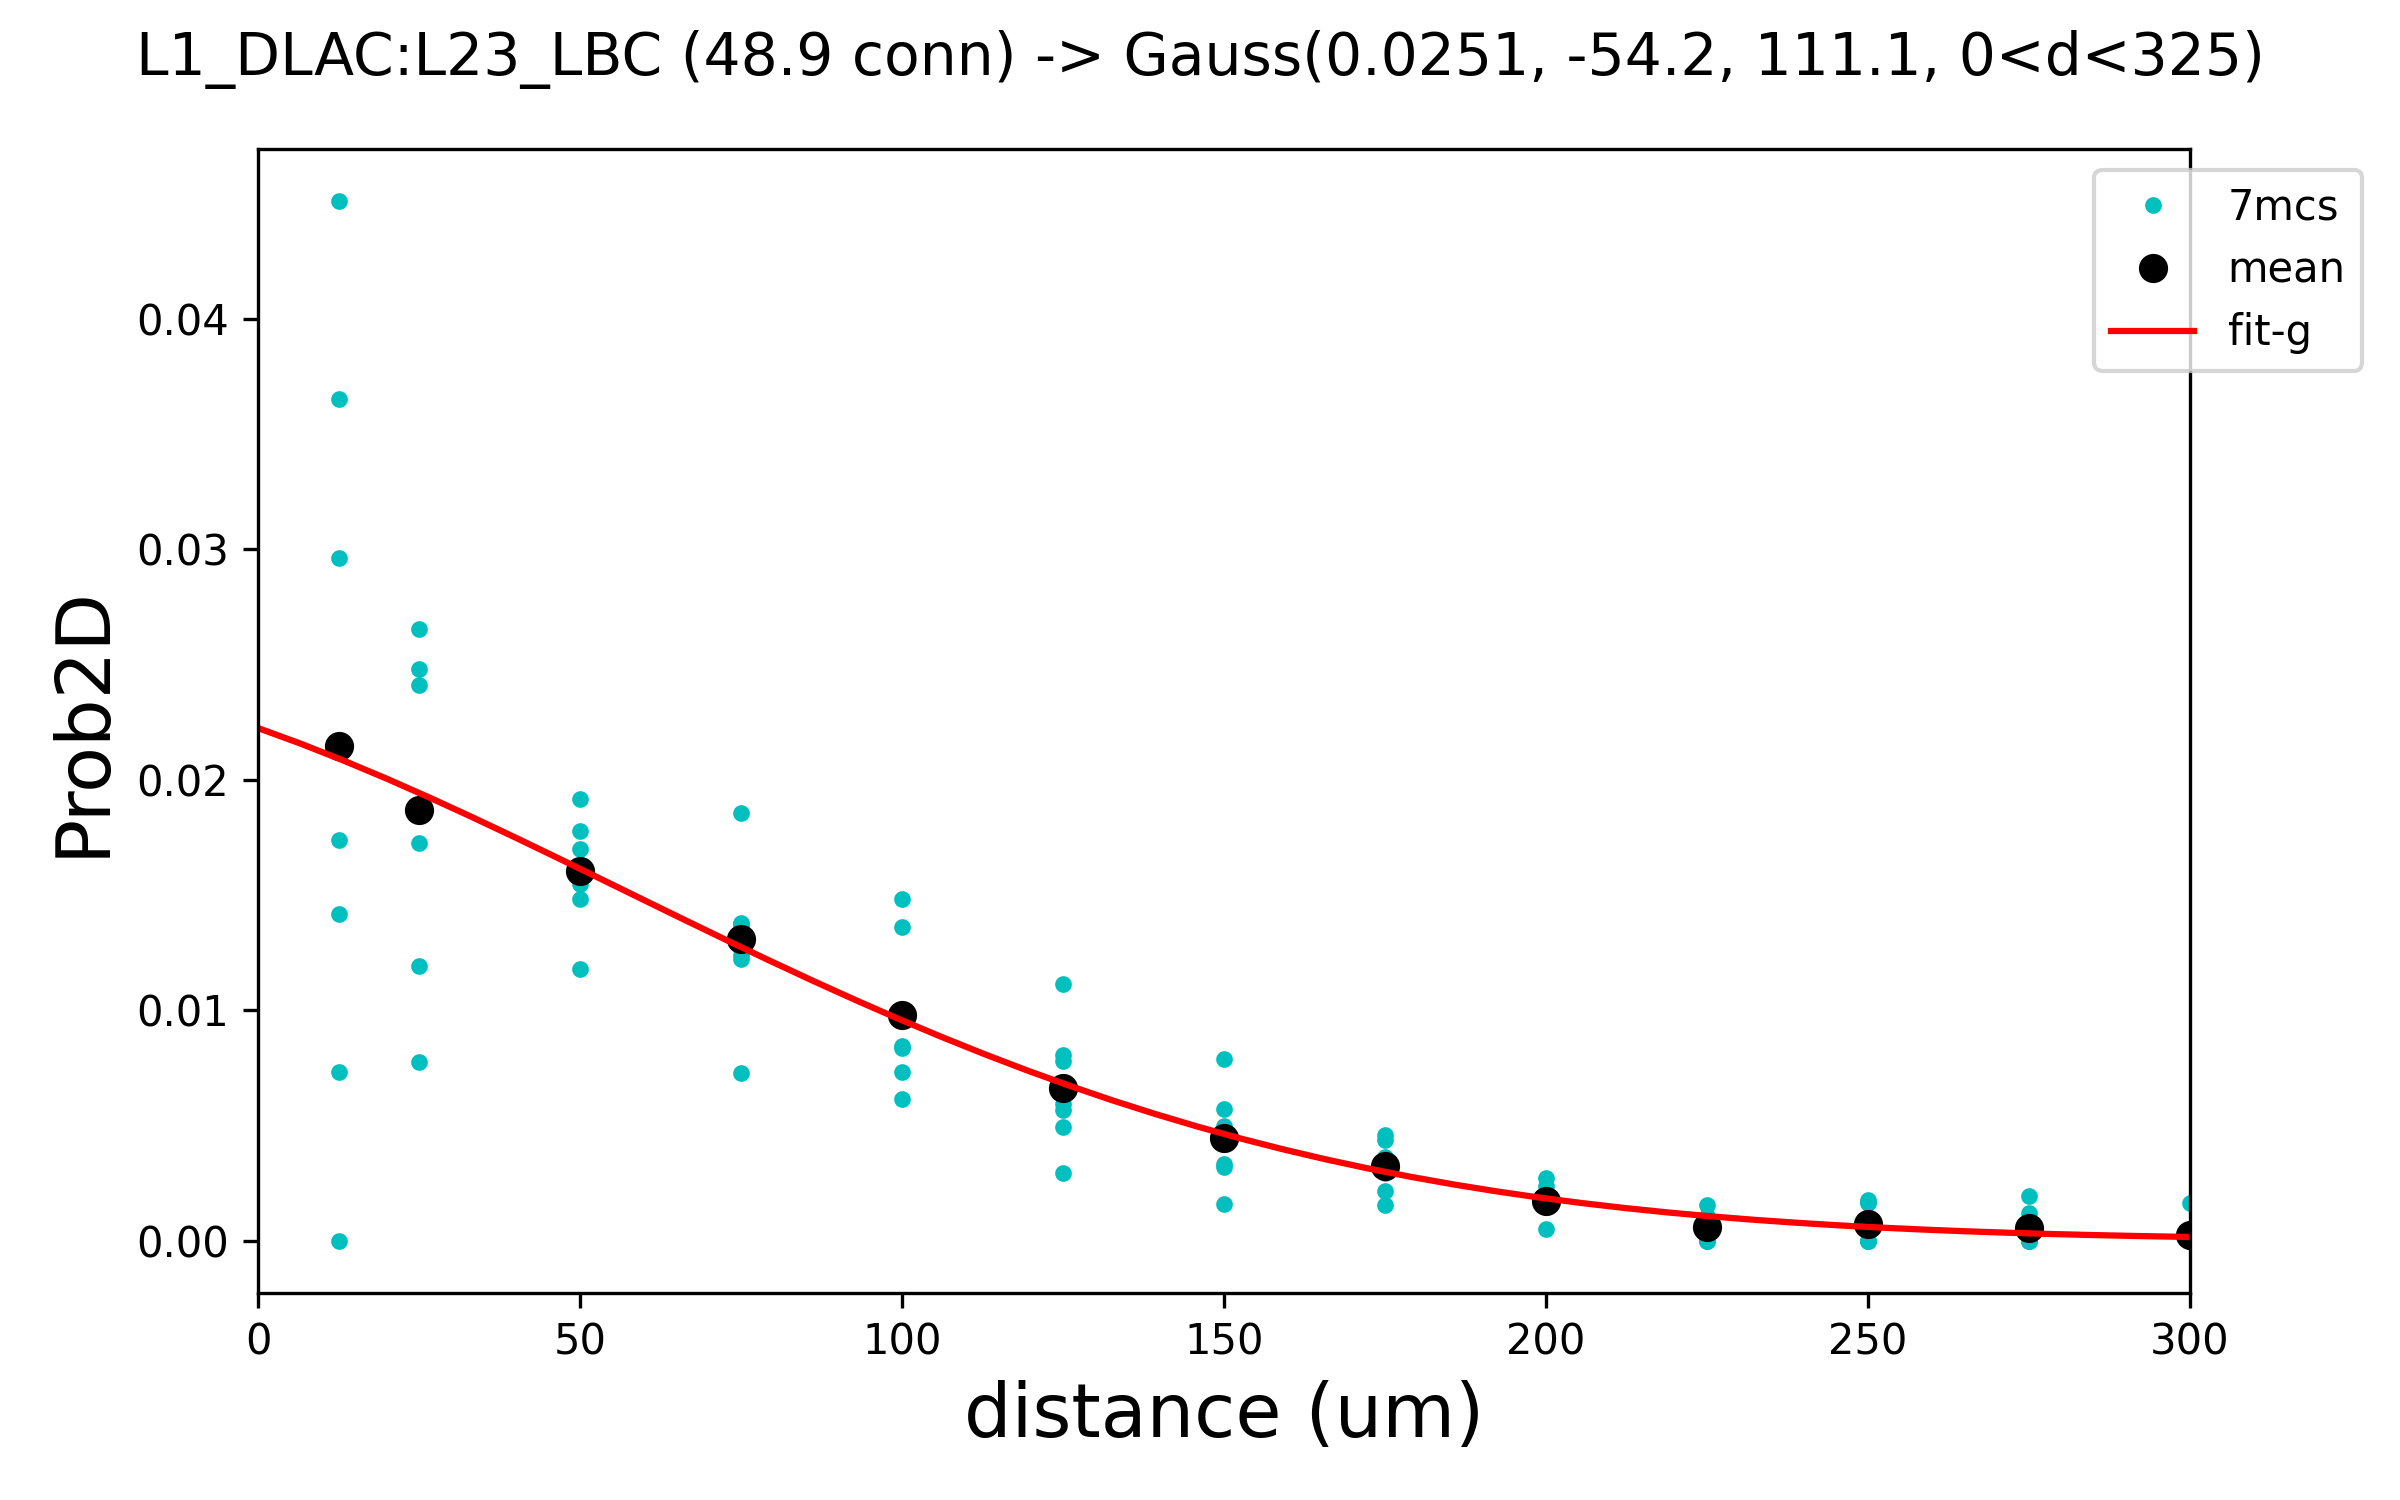 L1_DLAC:L23_LBC (48.9 conn) -> Gauss(0.0251, -54.2, 111.1, 0<d<325)
7mcs
mean
fit-g
Prob2D
0.04
0.03
0.02
0.01
0.00
0 50 100 150 200 250 300
distance (um)